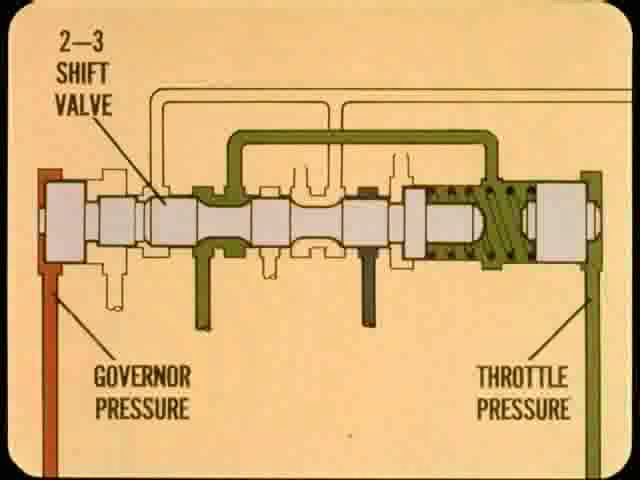 2–3
SHIFT
VALVE
GOVERNOR
PRESSURE
THROTTLE
PRESSURE